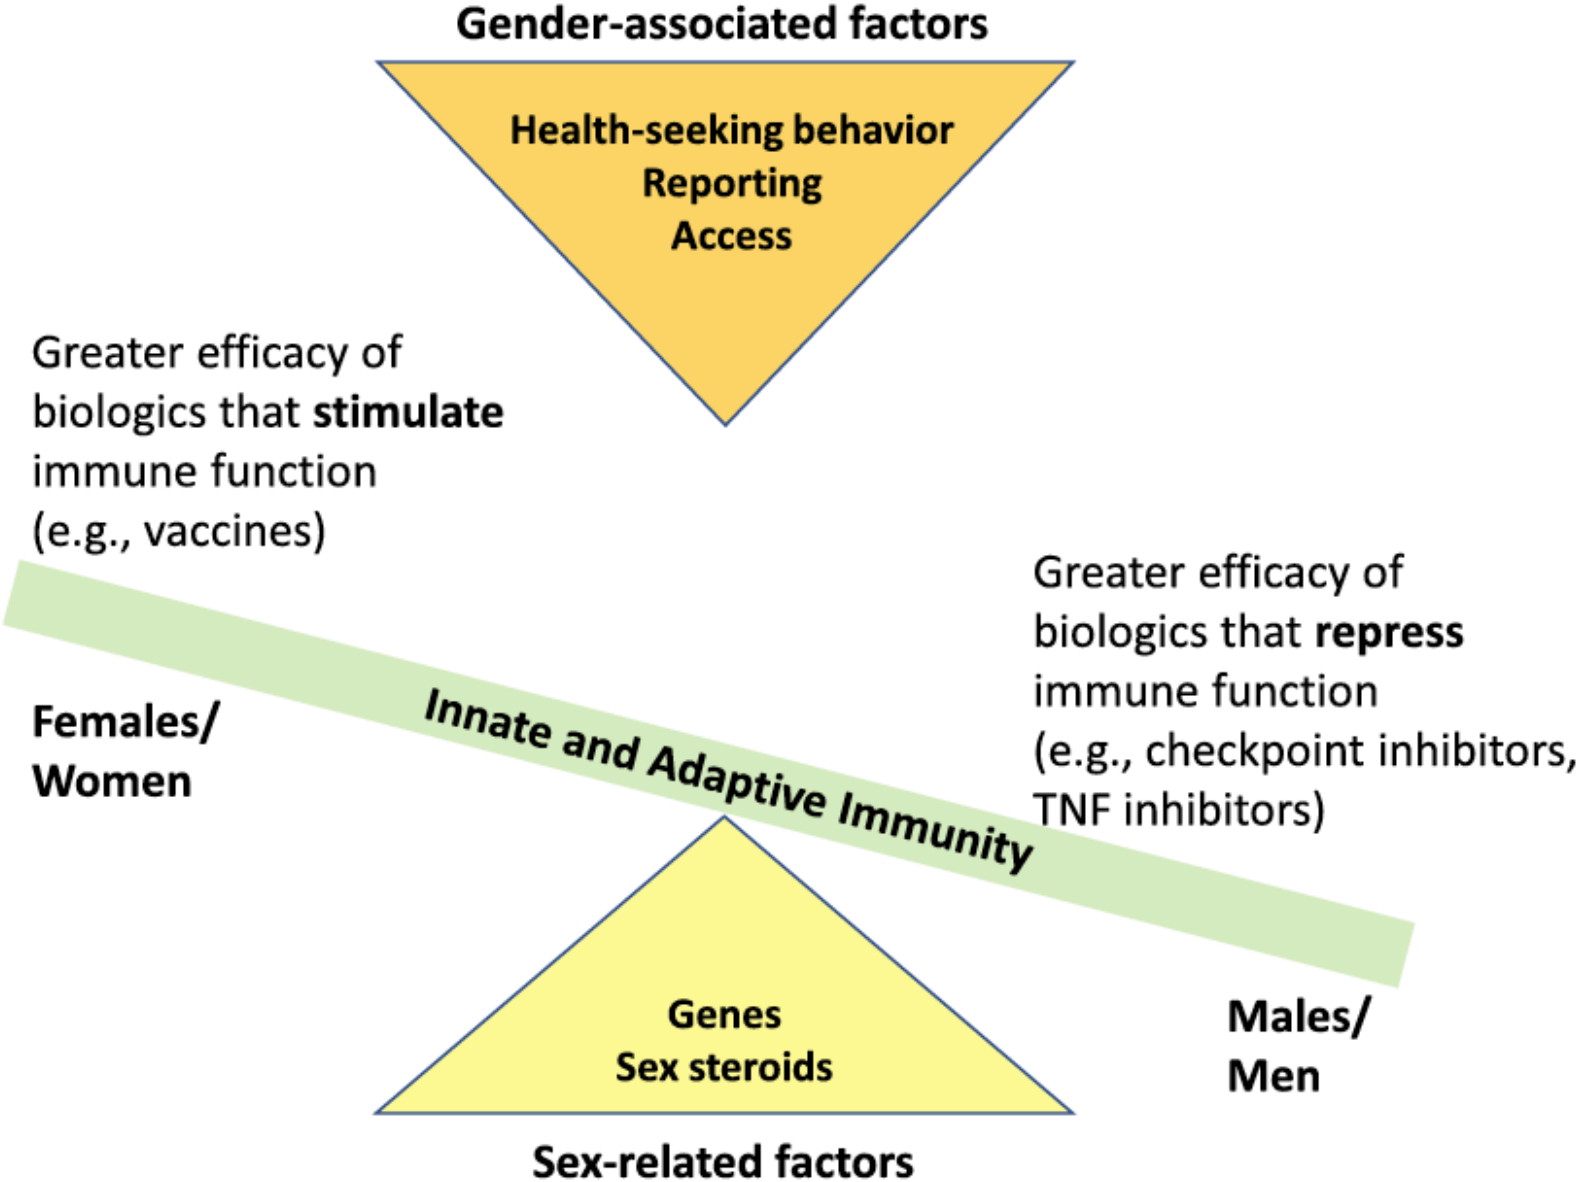 Gender-associated factors
Health-seeking behavior
Reporting
Access
Greater efficacy of
biologics that stimulate
immune function
(e.g., vaccines)
Greater efficacy of
biologics that repress
immune function
(e.g., checkpoint inhibitors,
TNF inhibitors)
Females/
Women
Innate and Adaptive Immunity
Males/
Men
Genes
Sex steroids
Sex-related factors